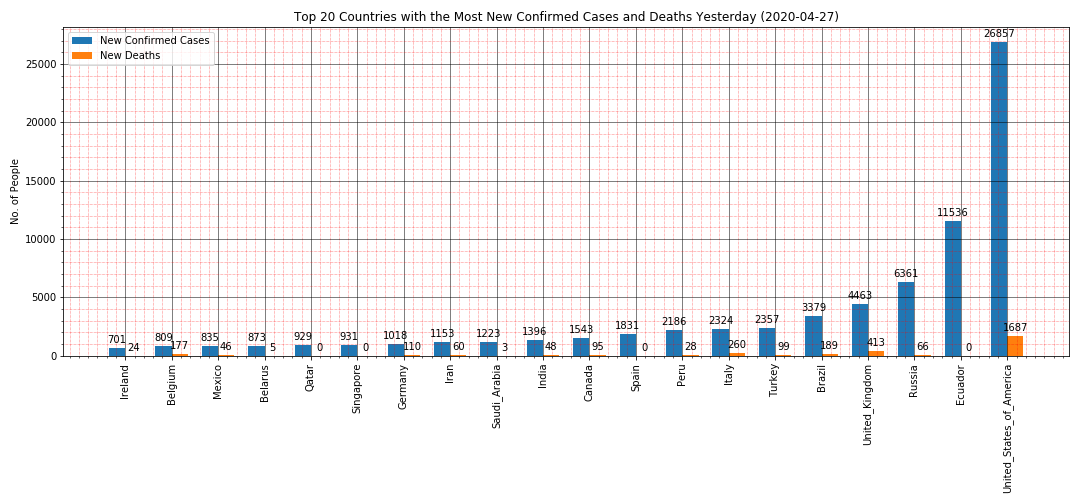 Top 20 Countries with the Most New Confirmed Cases and Deaths Yesterday (2020-04-27)
New Confirmed Cases
New Deaths
No. of People
25000
20000
15000
10000
5000
0
701 24
809 177
835 46
873 5
929 0
931 0
1018 110
1153 60
1223 3
1396 48
1543 95
1831 0
2186 28
2324 260
2357 99
3379 189
4463 413
6361 66
11536 0
26857 1687
Ireland
Belgium
Mexico
Belarus
Qatar
Singapore
Germany
Iran
Saudi_Arabia
India
Canada
Spain
Peru
Italy
Turkey
Brazil
United_Kingdom
Russia
Ecuador
United_States_of_America